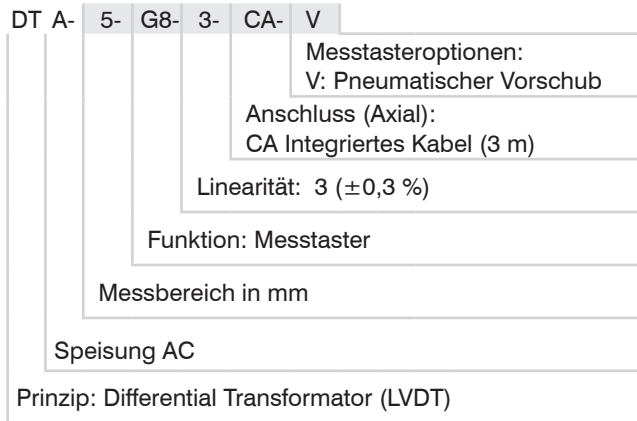 DT A- 5- G8- 3- CA- V
Messtasteroptionen:
V: Pneumatischer Vorschub
Anschluss (Axial):
CA Integriertes Kabel (3 m)
Linearität: 3 (±0,3 %)
Funktion: Messtaster
Messbereich in mm
Speisung AC
Prinzip: Differential Transformator (LVDT)